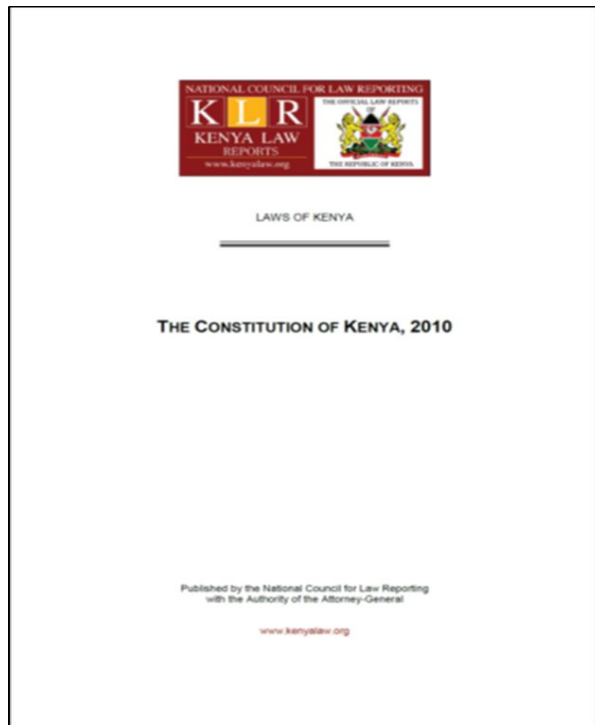 NATIONAL COUNCIL FOR LAW REPORTING
KLR
KENYA LAW
REPORTS
www.kenyalaw.org
THE OFFICIAL LAW REPORTS
OF
THE REPUBLIC OF KENYA
LAWS OF KENYA
THE CONSTITUTION OF KENYA, 2010
Published by the National Council for Law Reporting
with the Authority of the Attorney-General
www.kenyalaw.org